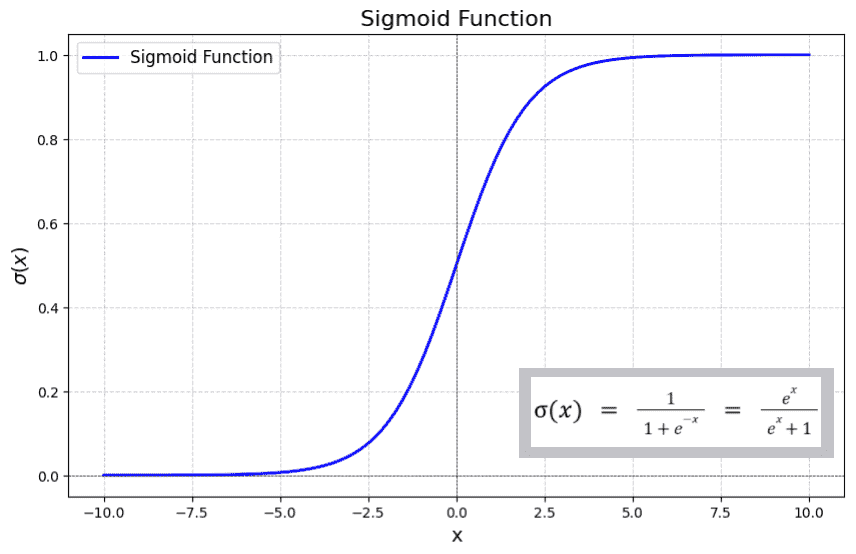 Sigmoid Function
Sigmoid Function
1.0
0.8
0.6
0.4
0.2
0.0
σ(x)
σ(x) = 1 / (1 + e^{-x}) = e^x / (e^x + 1)
−10.0 −7.5 −5.0 −2.5 0.0 2.5 5.0 7.5 10.0
x